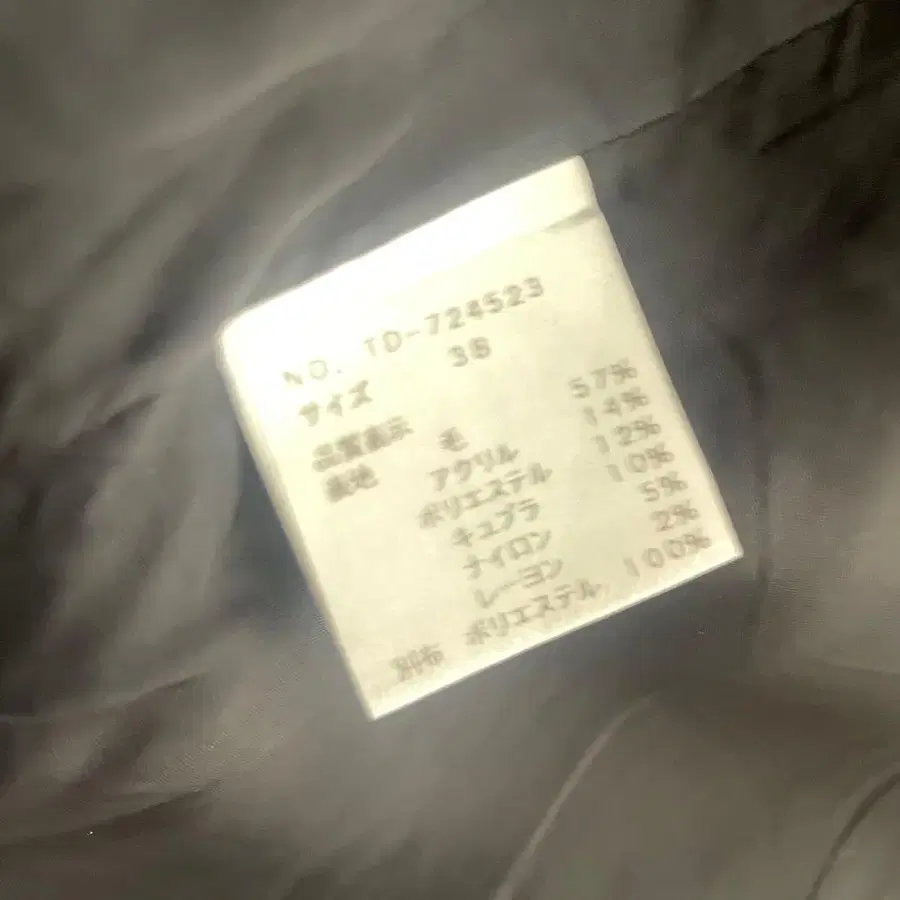 NO. TD-724523
サイズ 38
品質表示
表地 毛 57%
アクリル 14%
ポリエステル 12%
キュプラ 10%
ナイロン 5%
レーヨン 2%
別布 ポリエステル 100%